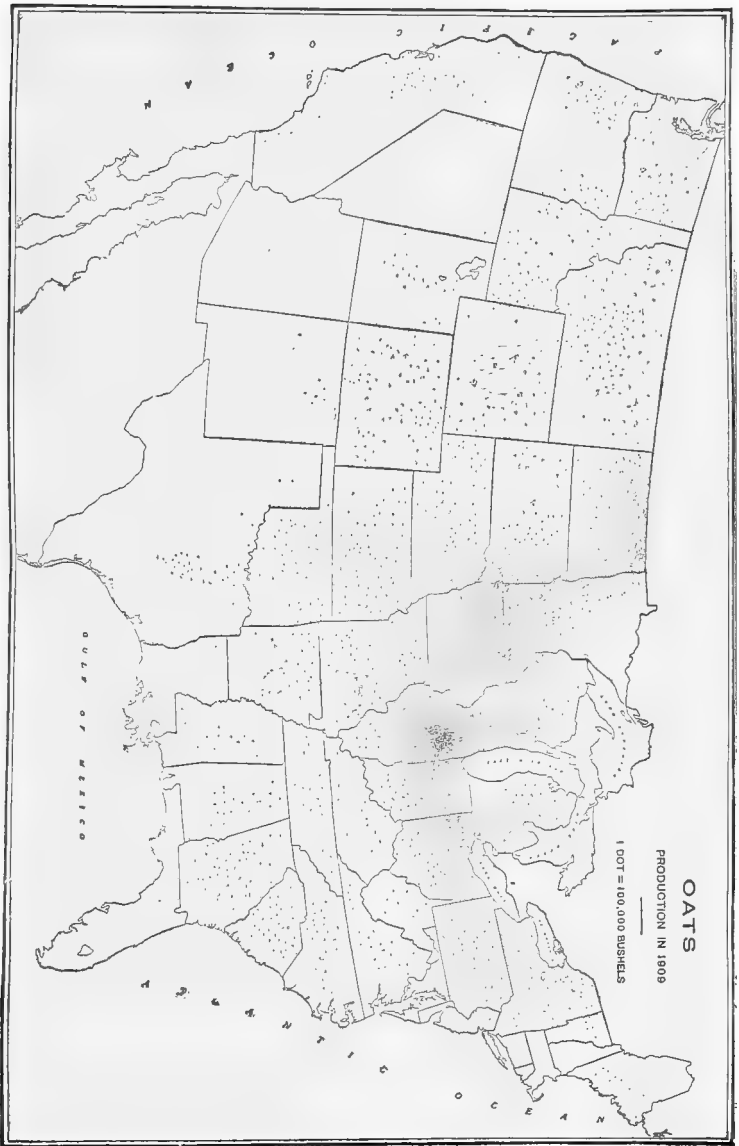 OATS
PRODUCTION IN 1909
1 DOT = 100,000 BUSHELS
PACIFIC OCEAN
GULF OF MEXICO
ATLANTIC OCEAN